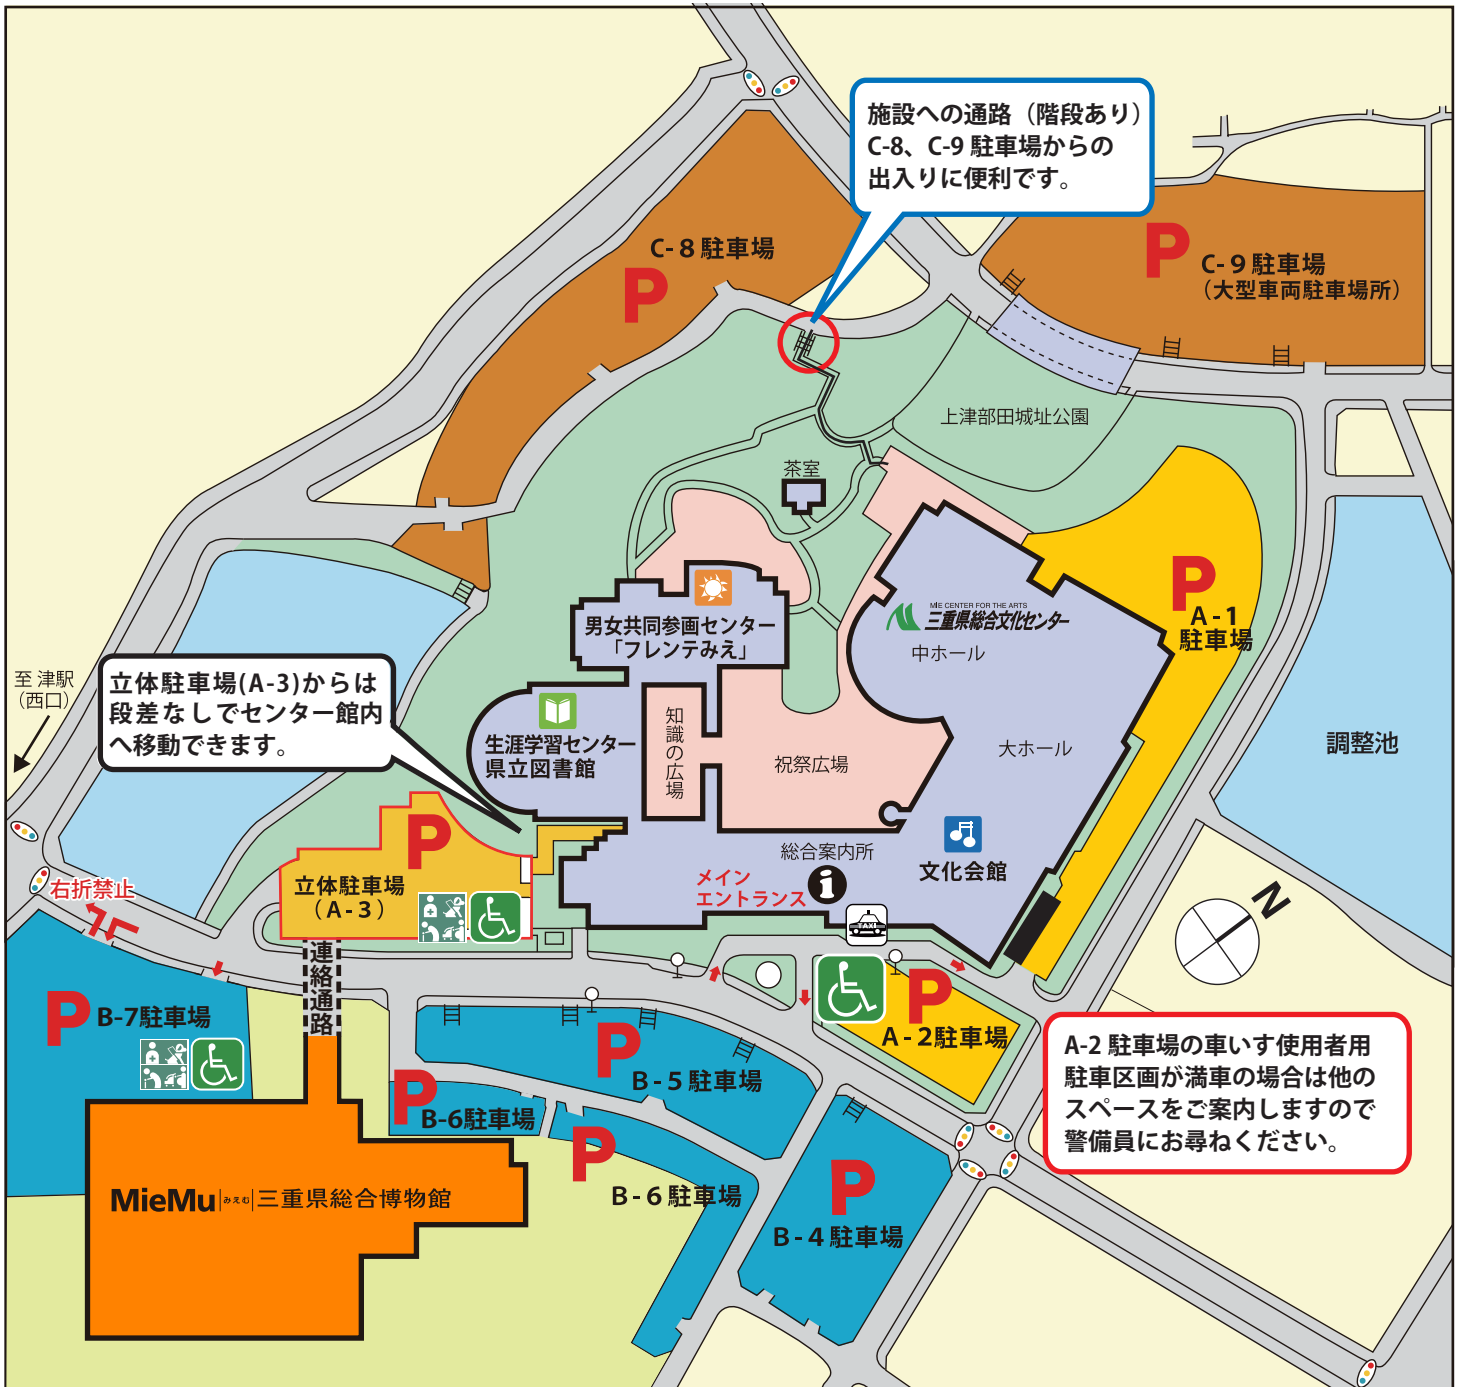 施設への通路（階段あり）
C-8、C-9 駐車場からの
出入りに便利です。
P
C-8 駐車場
P
C-9 駐車場
（大型車両駐車場所）
上津部田城址公園
茶室
P
A-1
駐車場
MIE CENTER FOR THE ARTS
三重県総合文化センター
中ホール
男女共同参画センター
「フレンテみえ」
至 津駅
（西口）
立体駐車場(A-3)からは
段差なしでセンター館内
へ移動できます。
生涯学習センター
県立図書館
知識の広場
祝祭広場
大ホール
調整池
P
立体駐車場
（A-3）
総合案内所
i
メイン
エントランス
文化会館
TAXI
右折禁止
N
連絡通路
P
B-7駐車場
P
A-2駐車場
A-2 駐車場の車いす使用者用
駐車区画が満車の場合は他の
スペースをご案内しますので
警備員にお尋ねください。
P
B-5 駐車場
P
B-6駐車場
P
B-6 駐車場
P
B-4 駐車場
MieMu みえむ 三重県総合博物館